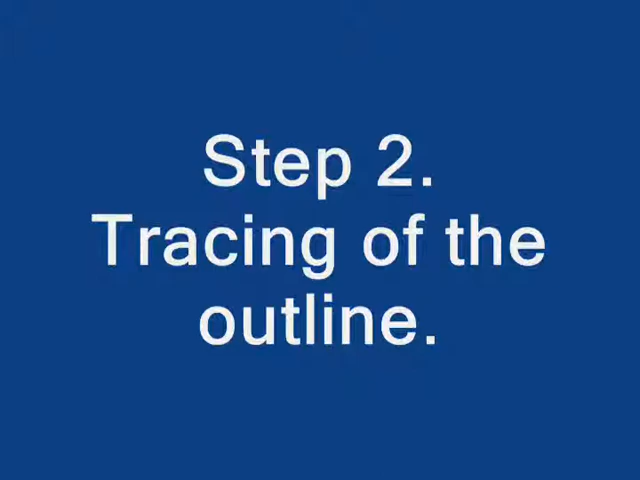 Step 2.
Tracing of the
outline.